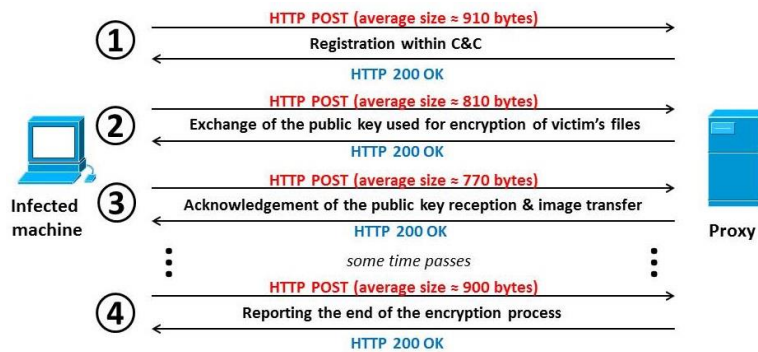 HTTP POST (average size ≈ 910 bytes)
1
Registration within C&C
HTTP 200 OK
HTTP POST (average size ≈ 810 bytes)
2
Exchange of the public key used for encryption of victim's files
HTTP 200 OK
HTTP POST (average size ≈ 770 bytes)
3
Acknowledgement of the public key reception & image transfer
HTTP 200 OK
Infected
machine
Proxy
some time passes
HTTP POST (average size ≈ 900 bytes)
4
Reporting the end of the encryption process
HTTP 200 OK